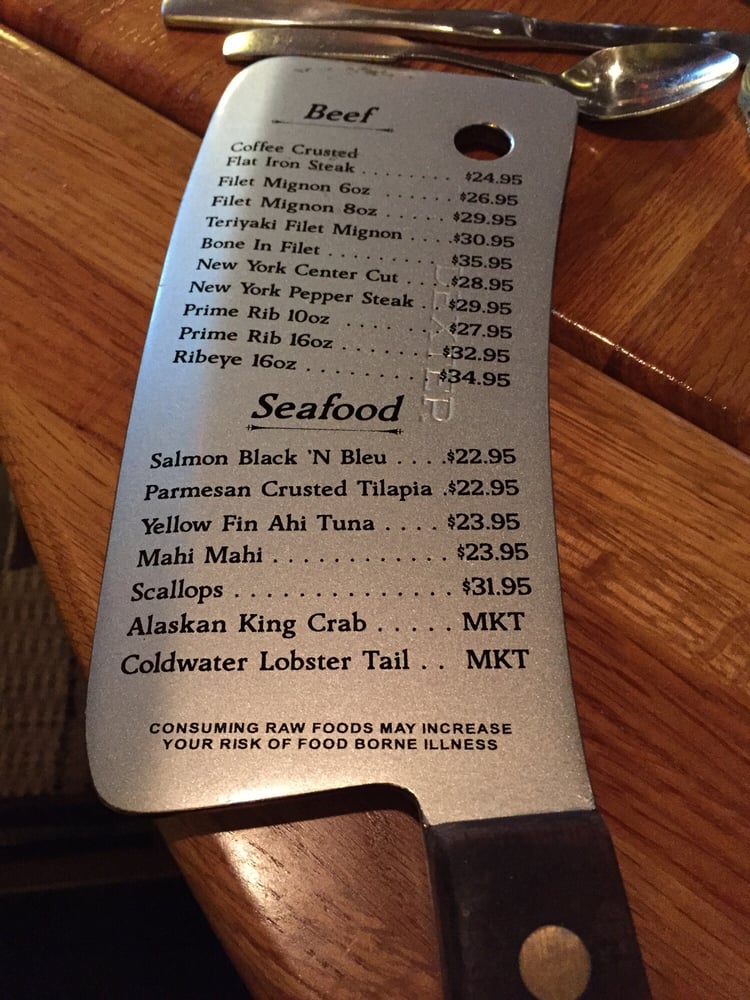 Beef
Coffee Crusted
Flat Iron Steak . . . . . . . . $24.95
Filet Mignon 6oz . . . . . . $26.95
Filet Mignon 8oz . . . . . $29.95
Teriyaki Filet Mignon . . . .$30.95
Bone In Filet . . . . . . . . . $35.95
New York Center Cut . . . .$28.95
New York Pepper Steak . . $29.95
Prime Rib 10oz . . . . . . . $27.95
Prime Rib 16oz . . . . . . . $32.95
Ribeye 16oz . . . . . . . . . $34.95
Seafood
Salmon Black 'N Bleu . . . .$22.95
Parmesan Crusted Tilapia .$22.95
Yellow Fin Ahi Tuna . . . . $23.95
Mahi Mahi . . . . . . . . . . . . $23.95
Scallops . . . . . . . . . . . . . . $31.95
Alaskan King Crab . . . . . MKT
Coldwater Lobster Tail . . MKT
CONSUMING RAW FOODS MAY INCREASE
YOUR RISK OF FOOD BORNE ILLNESS